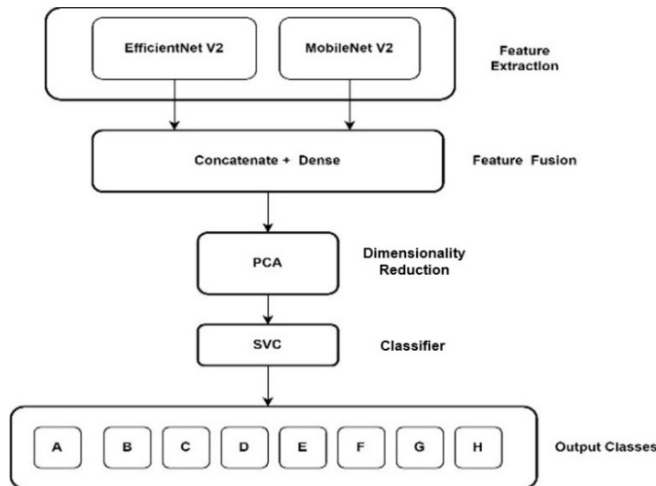 EfficientNet V2
MobileNet V2
Feature
Extraction
Concatenate + Dense
Feature Fusion
PCA
Dimensionality
Reduction
SVC
Classifier
A B C D E F G H
Output Classes